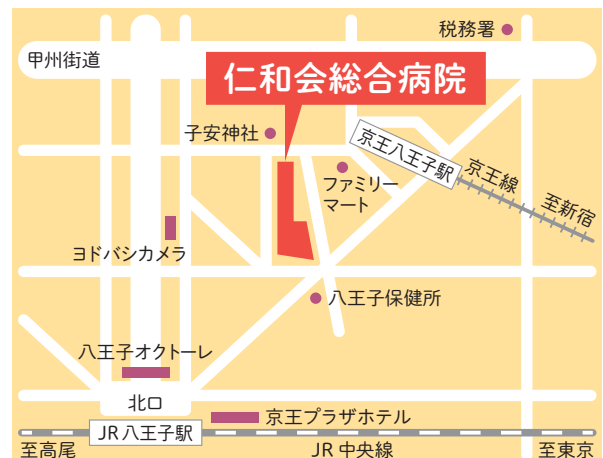 税務署
甲州街道
仁和会総合病院
子安神社
京王八王子駅
京王線
至新宿
ファミリー
マート
ヨドバシカメラ
八王子保健所
八王子オクトーレ
北口
京王プラザホテル
JR 八王子駅
至高尾
JR 中央線
至東京